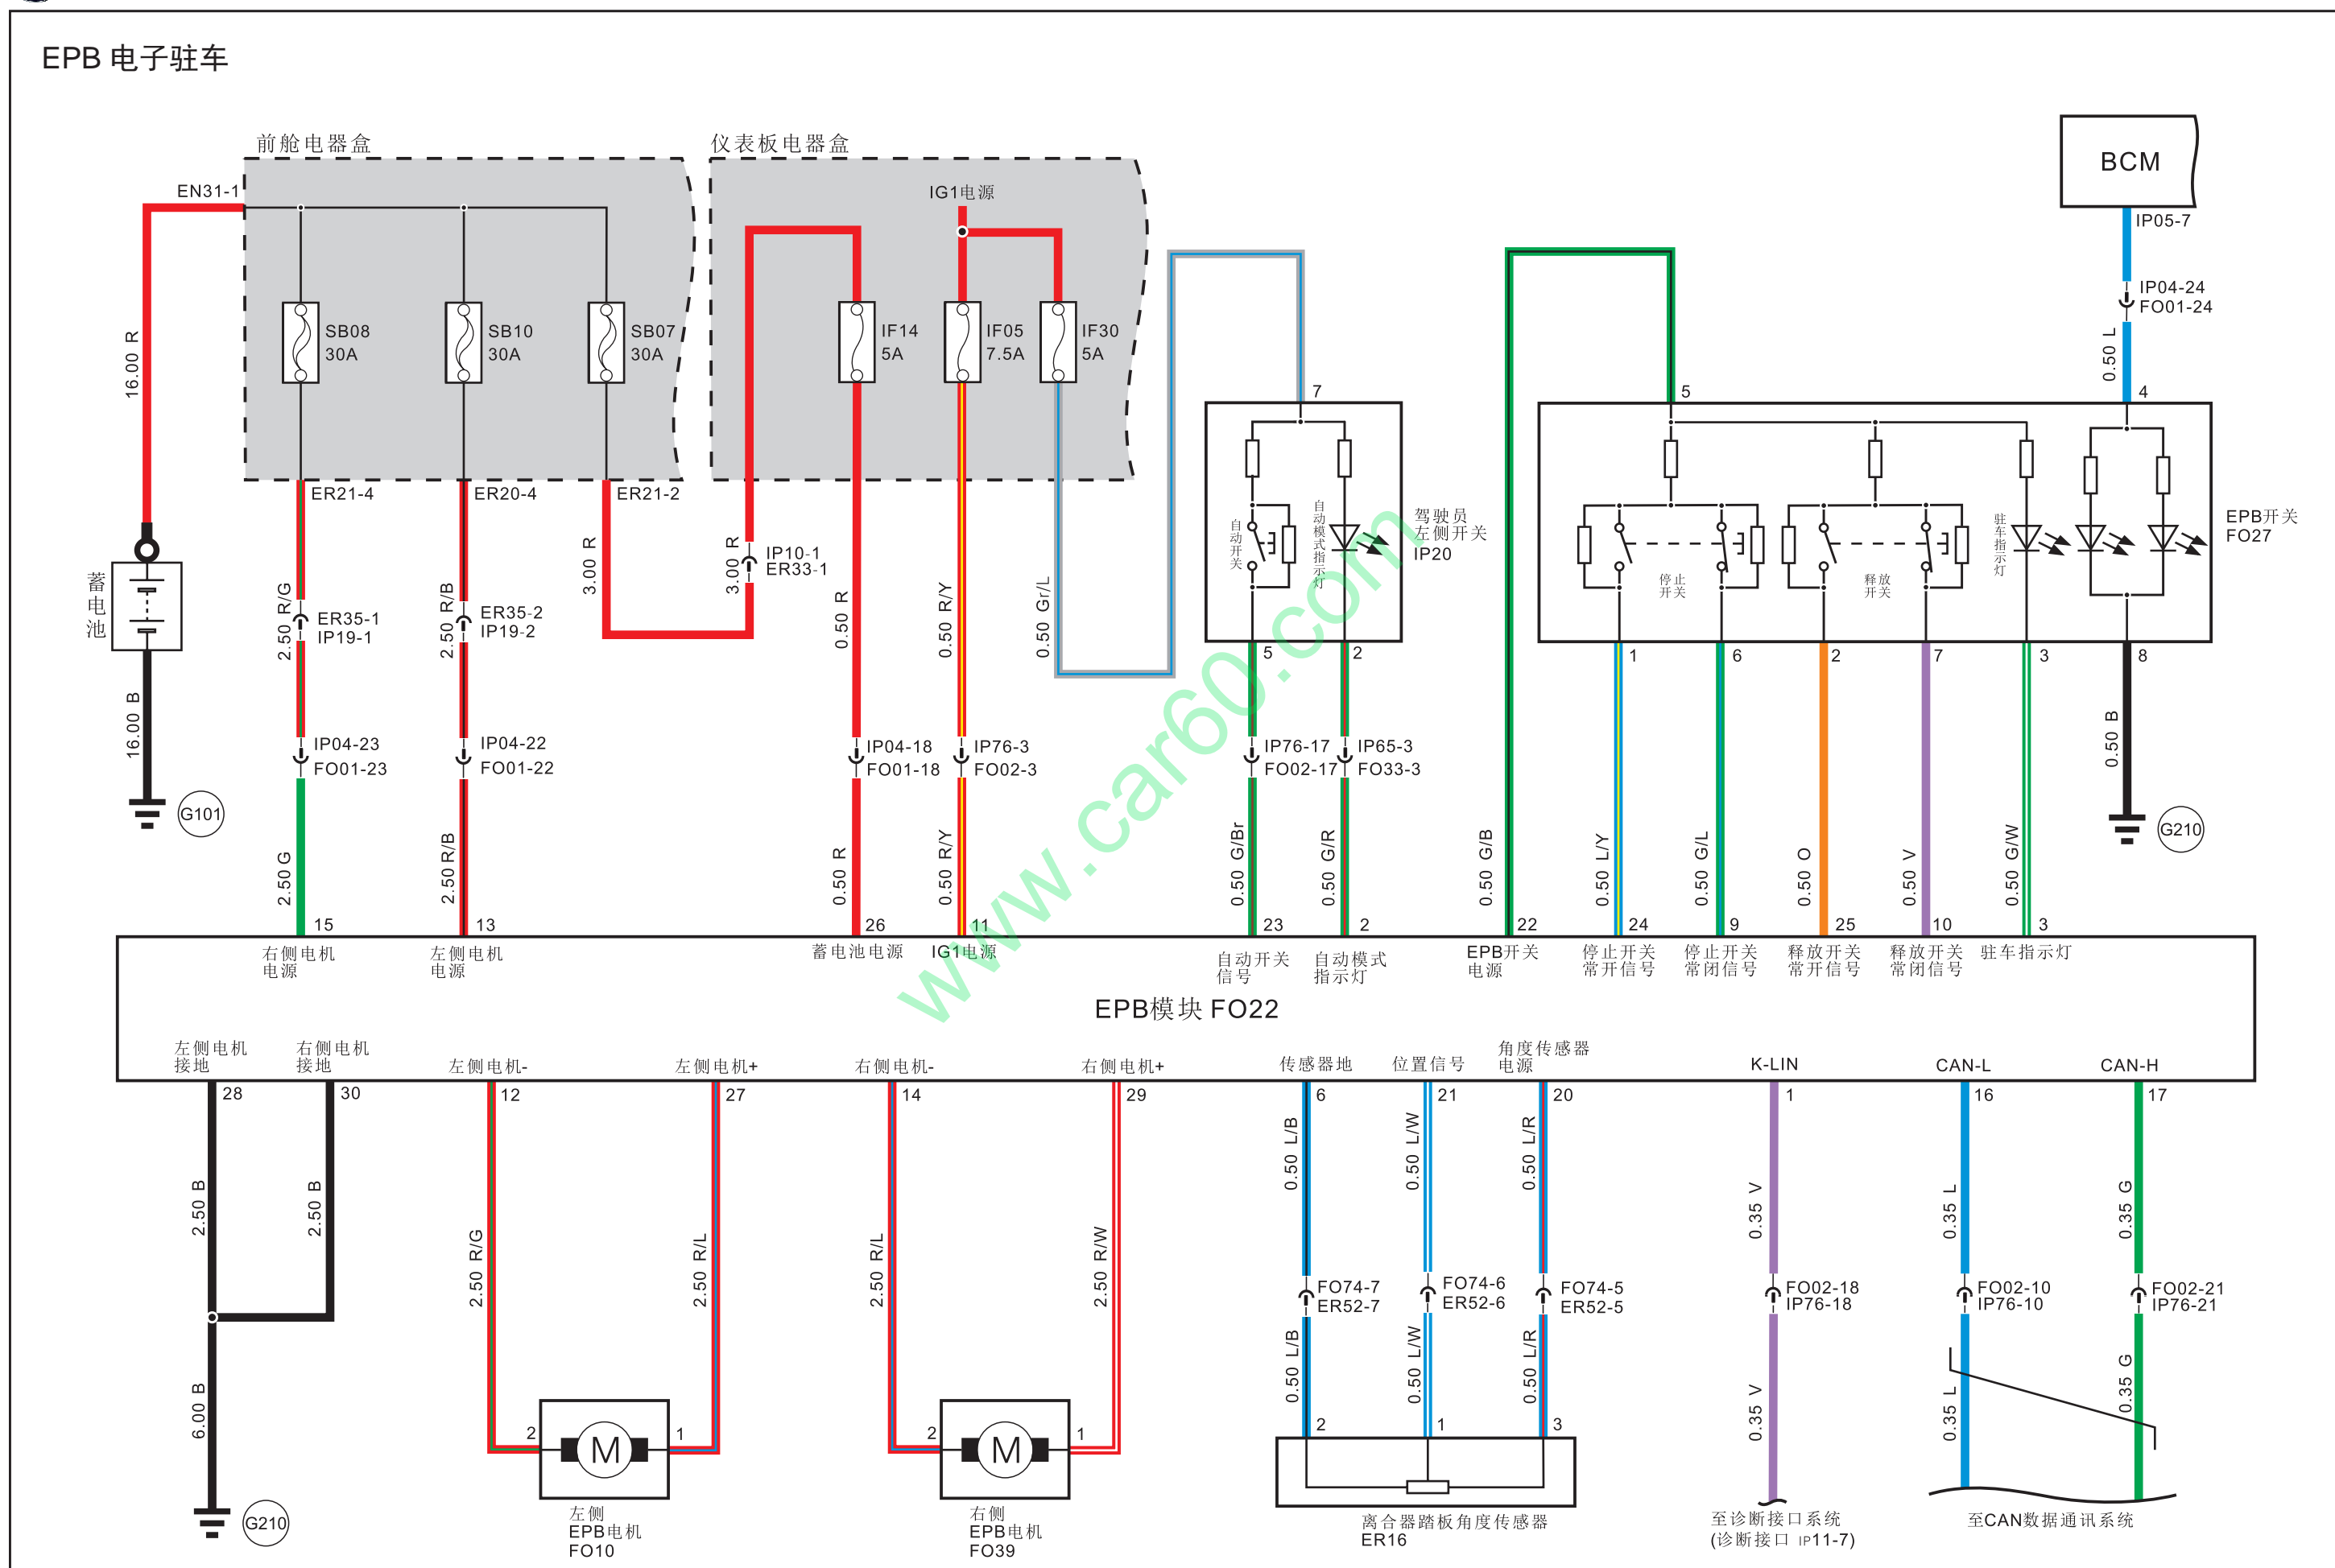 EPB 电子驻车
前舱电器盒
仪表板电器盒
BCM
EN31-1
IG1电源
IP05-7
IP04-24
FO01-24
16.00 R
SB08
30A
SB10
30A
SB07
30A
IF14
5A
IF05
7.5A
IF30
5A
0.50 L
7
5
4
ER21-4
ER20-4
ER21-2
自动开关
自动模式指示灯
驾驶员
左侧开关
IP20
停止
开关
释放
开关
驻车指示灯
EPB开关
FO27
蓄电池
2.50 R/G
ER35-1
IP19-1
2.50 R/B
ER35-2
IP19-2
3.00 R
3.00 R
IP10-1
ER33-1
0.50 R
0.50 R/Y
0.50 Gr/L
5
2
1
6
2
7
3
8
16.00 B
G101
IP04-23
FO01-23
IP04-22
FO01-22
IP04-18
FO01-18
IP76-3
FO02-3
IP76-17
FO02-17
IP65-3
FO33-3
0.50 B
G210
2.50 G
2.50 R/B
0.50 R
0.50 R/Y
0.50 G/Br
0.50 G/R
0.50 G/B
0.50 L/Y
0.50 G/L
0.50 O
0.50 V
0.50 G/W
www.car60.com
15
13
26
11
23
2
22
24
9
25
10
3
右侧电机
电源
左侧电机
电源
蓄电池电源
IG1电源
自动开关
信号
自动模式
指示灯
EPB开关
电源
停止开关
常开信号
停止开关
常闭信号
释放开关
常开信号
释放开关
常闭信号
驻车指示灯
EPB模块 FO22
左侧电机
接地
右侧电机
接地
左侧电机-
左侧电机+
右侧电机-
右侧电机+
传感器地
位置信号
角度传感器
电源
K-LIN
CAN-L
CAN-H
28
30
12
27
14
29
6
21
20
1
16
17
2.50 B
2.50 B
2.50 R/G
2.50 R/L
2.50 R/L
2.50 R/W
0.50 L/B
0.50 L/W
0.50 L/R
0.35 V
0.35 L
0.35 G
FO74-7
ER52-7
FO74-6
ER52-6
FO74-5
ER52-5
FO02-18
IP76-18
FO02-10
IP76-10
FO02-21
IP76-21
6.00 B
0.50 L/B
0.50 L/W
0.50 L/R
0.35 V
0.35 L
0.35 G
2
M
1
2
M
1
2
1
3
G210
左侧
EPB电机
FO10
右侧
EPB电机
FO39
离合器踏板角度传感器
ER16
至诊断接口系统
(诊断接口 IP11-7)
至CAN数据通讯系统